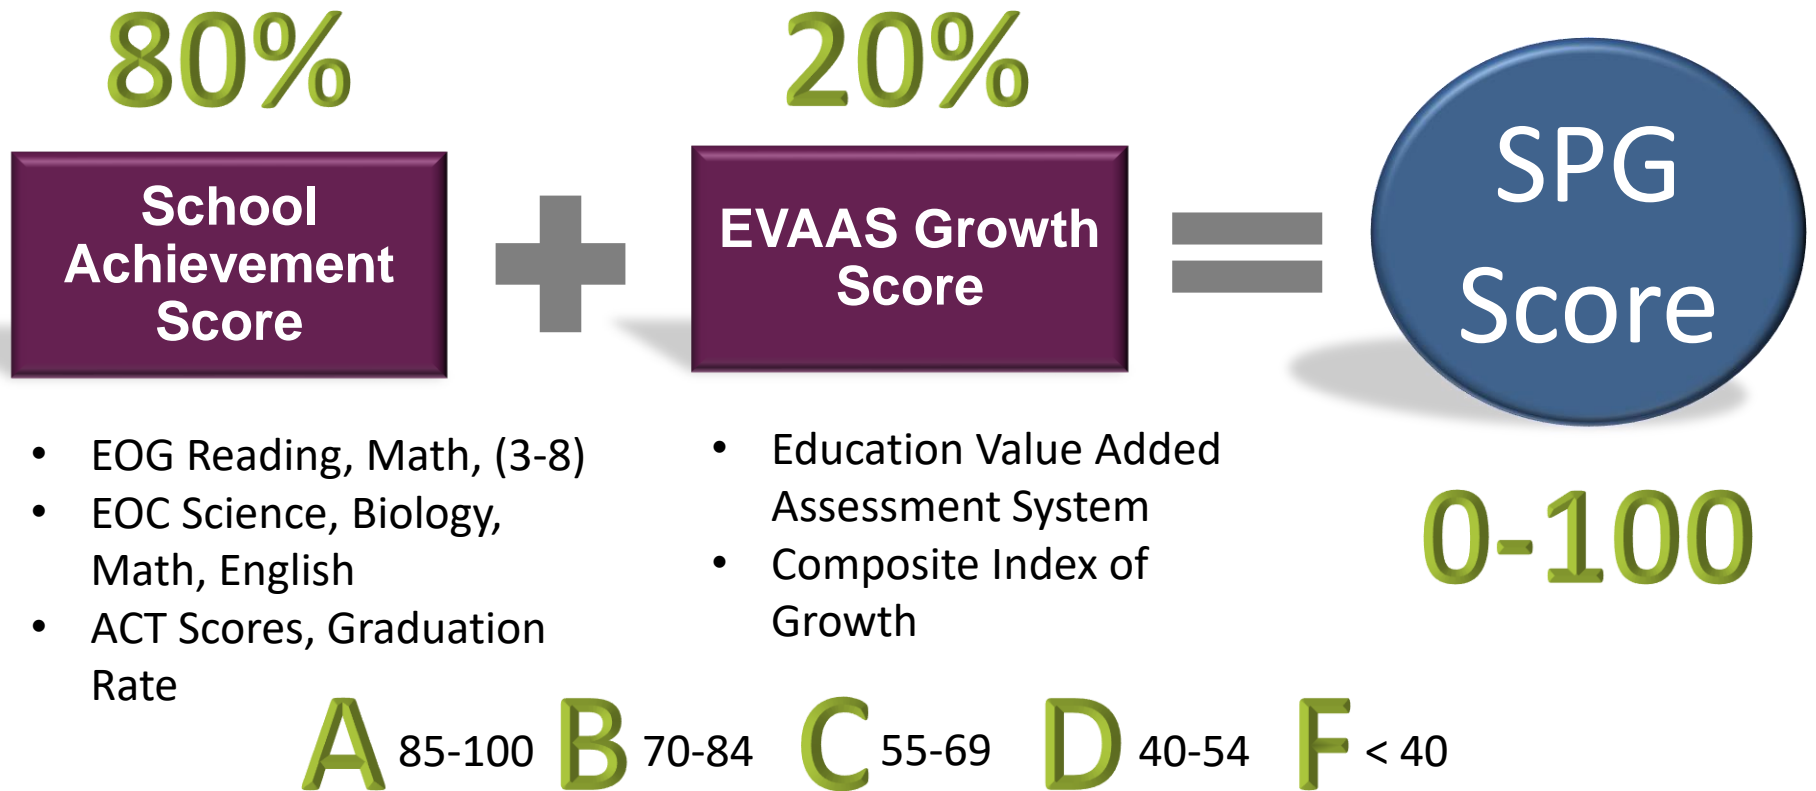 80%
School
Achievement
Score
20%
EVAAS Growth
Score
SPG
Score
• EOG Reading, Math, (3-8)
• EOC Science, Biology,
Math, English
• ACT Scores, Graduation
Rate
• Education Value Added
Assessment System
• Composite Index of
Growth
0-100
A 85-100 B 70-84 C 55-69 D 40-54 F < 40